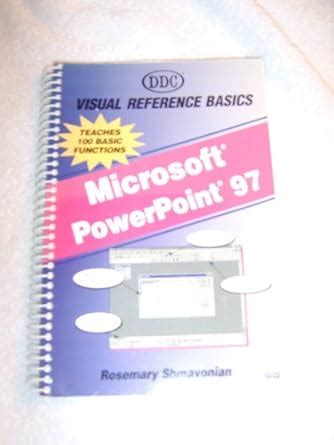 DDC
VISUAL REFERENCE BASICS
TEACHES
100 BASIC
FUNCTIONS
Microsoft®
PowerPoint® 97
Rosemary Shmavonian